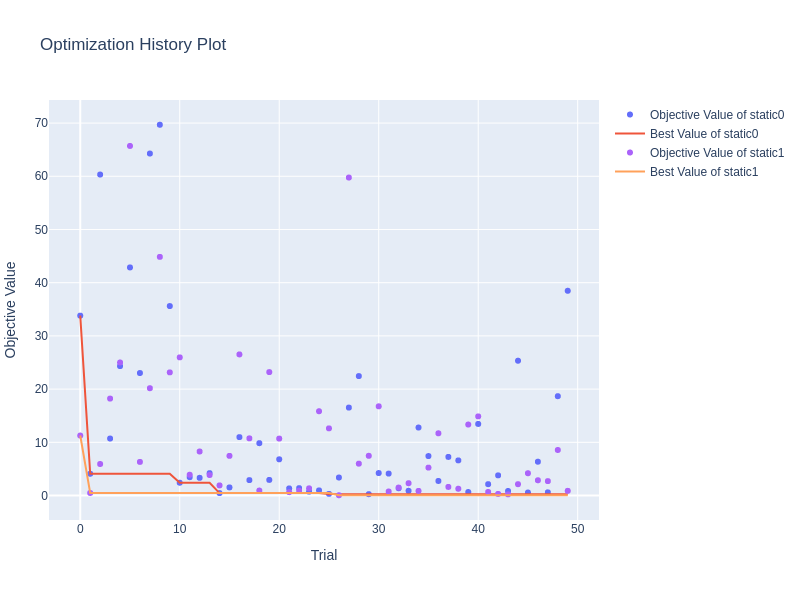 Optimization History Plot
Objective Value of static0
Best Value of static0
Objective Value of static1
Best Value of static1
70
60
50
40
30
20
10
0
Objective Value
0
10
20
30
40
50
Trial